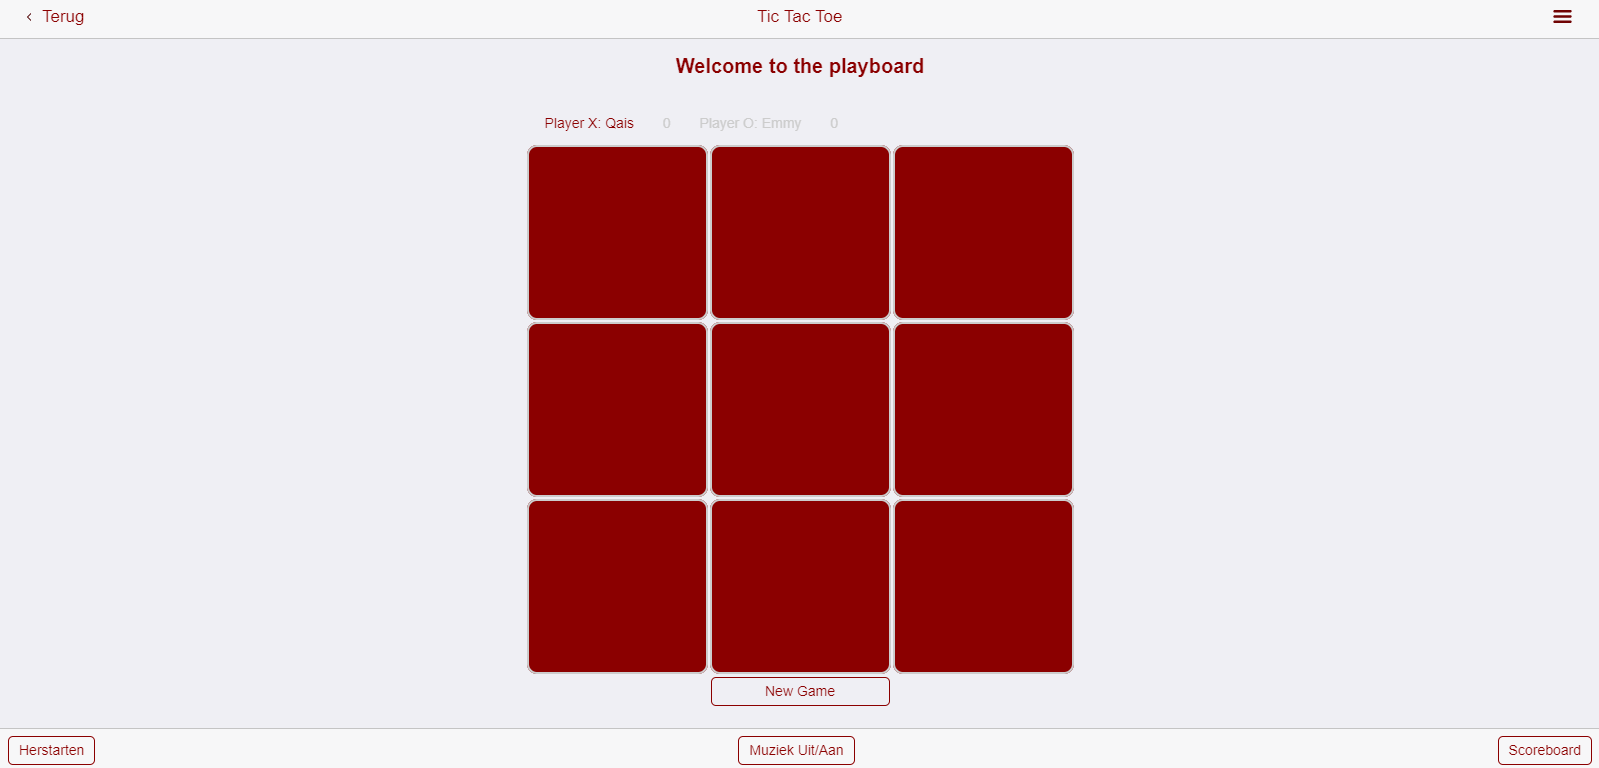 Terug
Tic Tac Toe
Welcome to the playboard
Player X: Qais 0 Player O: Emmy 0
New Game
Herstarten
Muziek Uit/Aan
Scoreboard